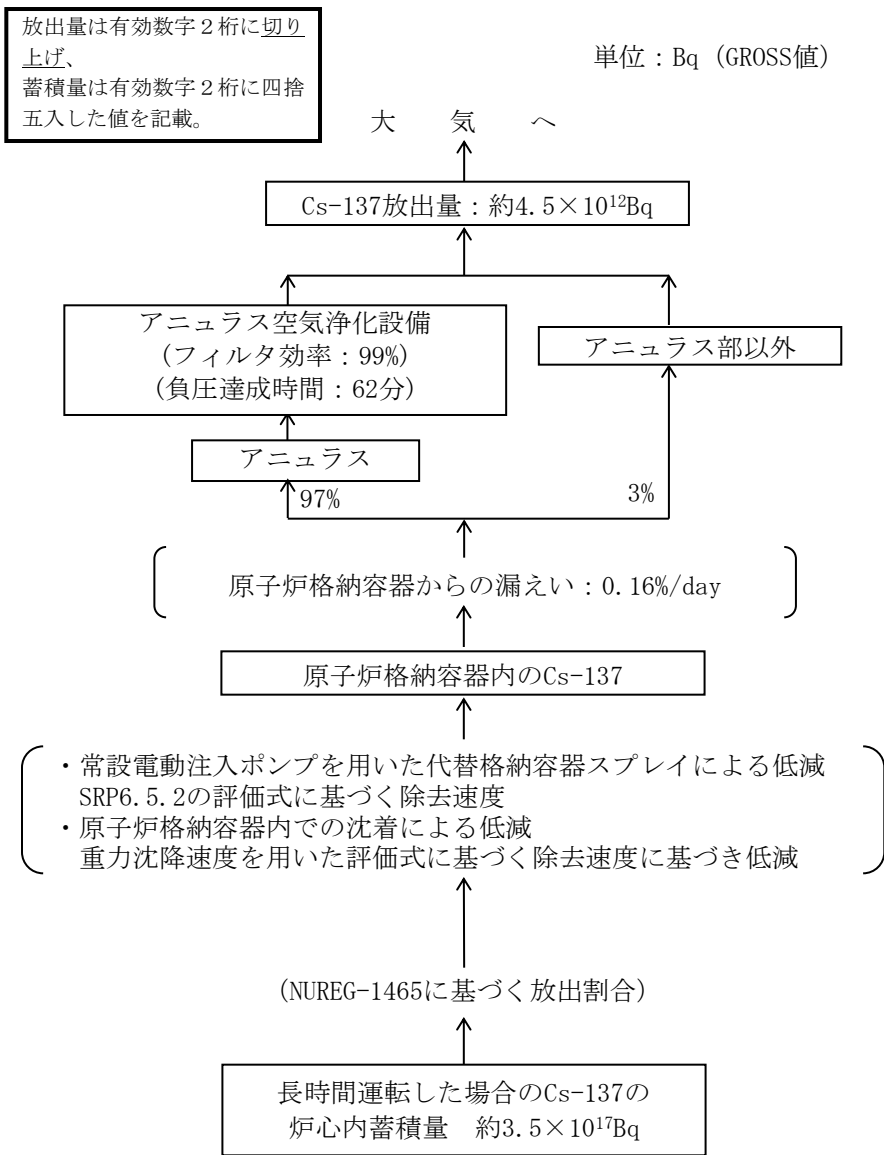 放出量は有効数字２桁に切り
上げ、
蓄積量は有効数字２桁に四捨
五入した値を記載。
単位：Bq（GROSS値）
大　気　へ
Cs-137放出量：約4.5×10¹²Bq
アニュラス空気浄化設備
(フィルタ効率：99%)
(負圧達成時間：62分)
アニュラス部以外
アニュラス
97%
3%
原子炉格納容器からの漏えい：0.16%/day
原子炉格納容器内のCs-137
・常設電動注入ポンプを用いた代替格納容器スプレイによる低減
SRP6.5.2の評価式に基づく除去速度
・原子炉格納容器内での沈着による低減
重力沈降速度を用いた評価式に基づく除去速度に基づき低減
(NUREG-1465に基づく放出割合)
長時間運転した場合のCs-137の
炉心内蓄積量　約3.5×10¹⁷Bq